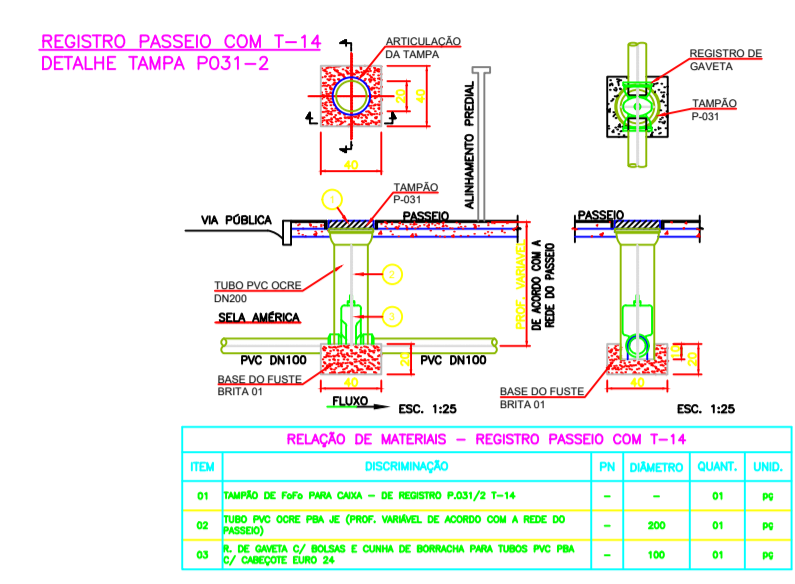 REGISTRO PASSEIO COM T-14
DETALHE TAMPA P031-2
4
ARTICULAÇÃO
DA TAMPA
20
40
4
4
4
40
ALINHAMENTO PREDIAL
REGISTRO DE
GAVETA
TAMPÃO
P-031
VIA PÚBLICA
1
TAMPÃO
P-031
PASSEIO
PASSEIO
TUBO PVC OCRE
DN200
2
SELA AMÉRICA
3
PROF. VARIÁVEL
DE ACORDO COM A
REDE DO PASSEIO
PVC DN100
PVC DN100
20
BASE DO FUSTE
BRITA 01
40
FLUXO
ESC. 1:25
10
20
BASE DO FUSTE
BRITA 01
40
ESC. 1:25
RELAÇÃO DE MATERIAIS – REGISTRO PASSEIO COM T-14
ITEM DISCRIMINAÇÃO PN DIÂMETRO QUANT. UNID.
01 TAMPÃO DE FoFo PARA CAIXA – DE REGISTRO P.031/2 T-14 – – 01 pç
02 TUBO PVC OCRE PBA JE (PROF. VARIÁVEL DE ACORDO COM A REDE DO
PASSEIO) – 200 01 pç
03 R. DE GAVETA C/ BOLSAS E CUNHA DE BORRACHA PARA TUBOS PVC PBA
C/ CABEÇOTE EURO 24 – 100 01 pç